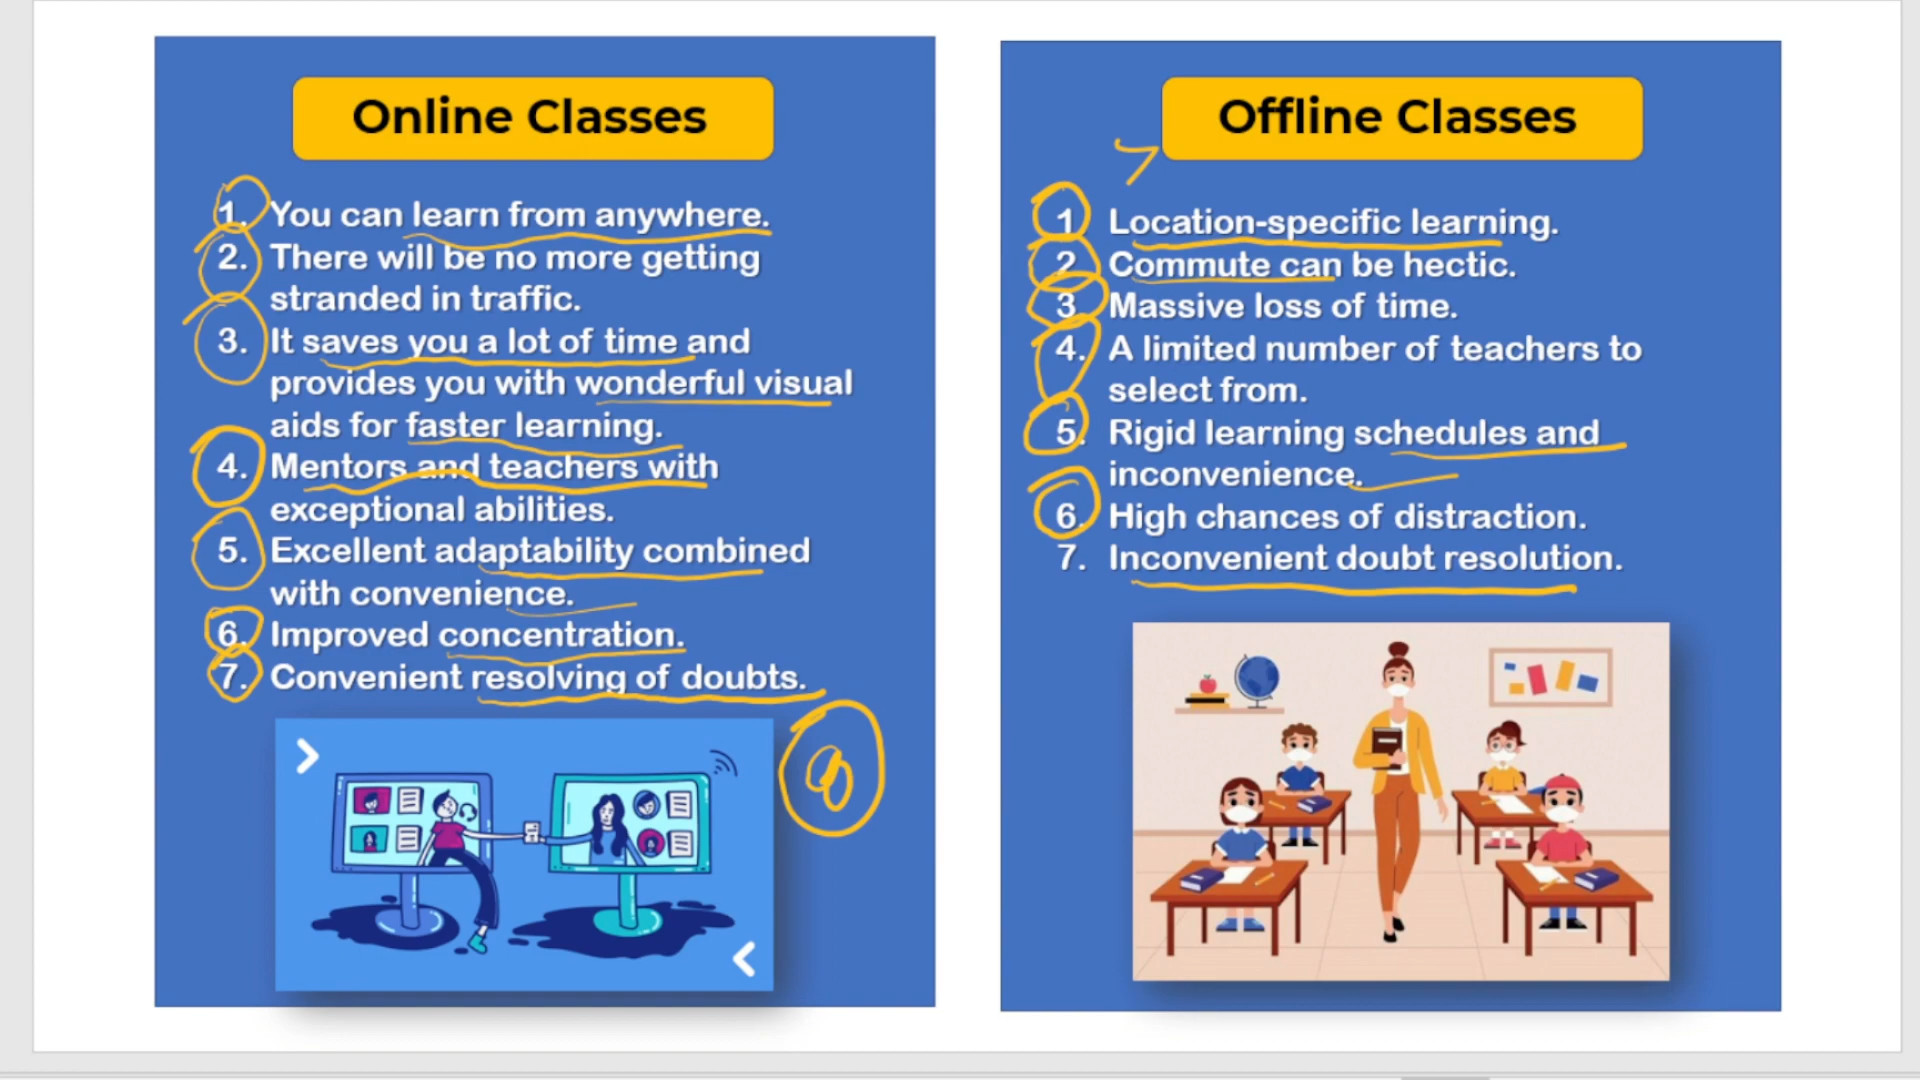 Online Classes
1. You can learn from anywhere.
2. There will be no more getting
stranded in traffic.
3. It saves you a lot of time and
provides you with wonderful visual
aids for faster learning.
4. Mentors and teachers with
exceptional abilities.
5. Excellent adaptability combined
with convenience.
6. Improved concentration.
7. Convenient resolving of doubts.
8
Offline Classes
1. Location-specific learning.
2. Commute can be hectic.
3. Massive loss of time.
4. A limited number of teachers to
select from.
5. Rigid learning schedules and
inconvenience.
6. High chances of distraction.
7. Inconvenient doubt resolution.